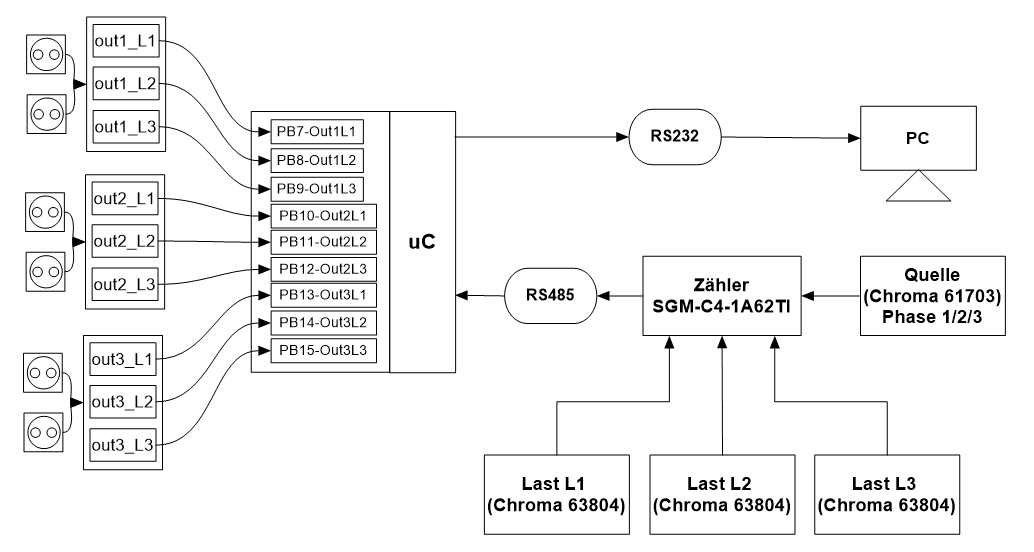 out1_L1
out1_L2
out1_L3
out2_L1
out2_L2
out2_L3
out3_L1
out3_L2
out3_L3
PB7-Out1L1
PB8-Out1L2
PB9-Out1L3
PB10-Out2L1
PB11-Out2L2
PB12-Out2L3
PB13-Out3L1
PB14-Out3L2
PB15-Out3L3
uC
RS232
PC
RS485
Zähler
SGM-C4-1A62TI
Quelle
(Chroma 61703)
Phase 1/2/3
Last L1
(Chroma 63804)
Last L2
(Chroma 63804)
Last L3
(Chroma 63804)